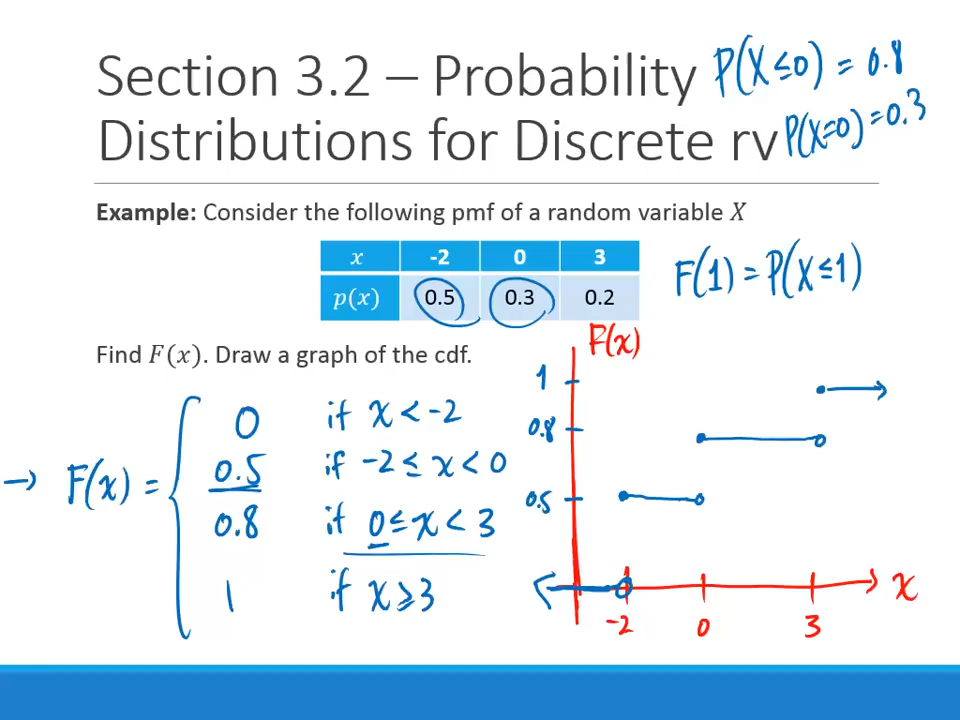 Section 3.2 – Probability P(X≤0) = 0.8
Distributions for Discrete rv P(X=0) = 0.3
Example: Consider the following pmf of a random variable X
x -2 0 3
p(x) 0.5 0.3 0.2
F(1) = P(X≤1)
Find F(x). Draw a graph of the cdf.
F(x)
1
0.8
0.5
-2 0 3 x
→ F(x) =
0 if x < -2
0.5 if -2 ≤ x < 0
0.8 if 0 ≤ x < 3
1 if x ≥ 3